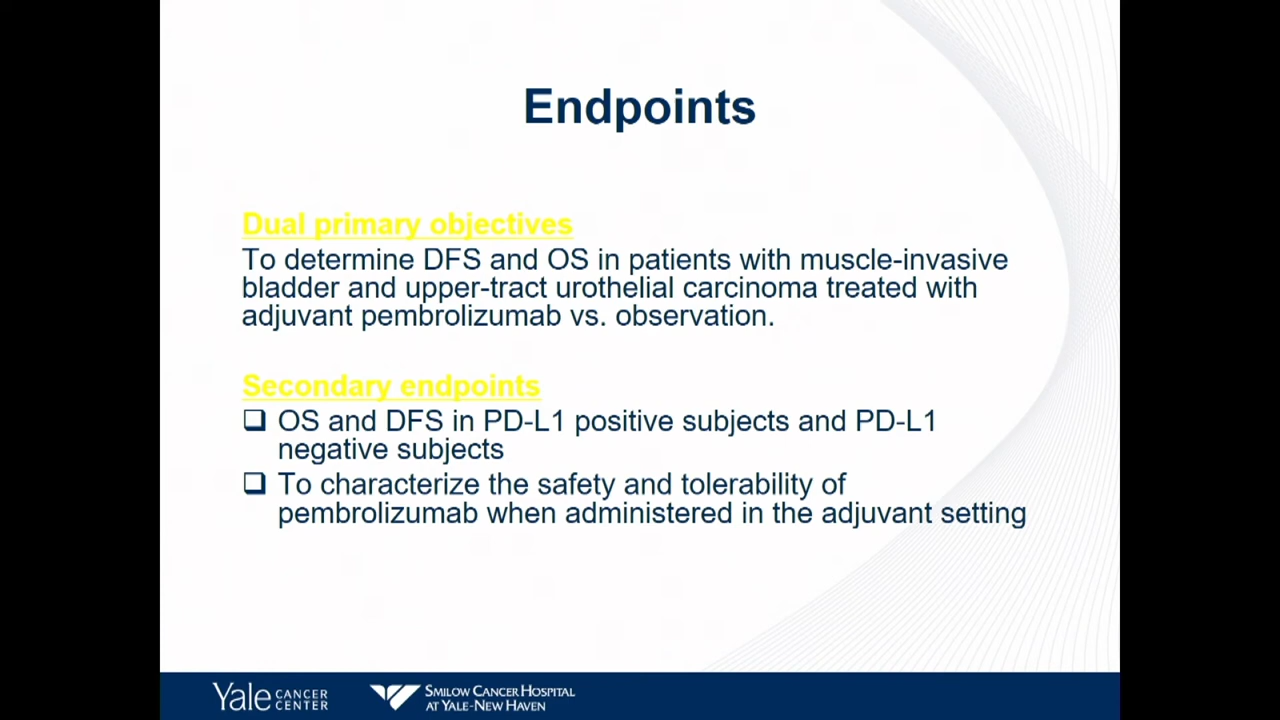 Endpoints
Dual primary objectives
To determine DFS and OS in patients with muscle-invasive
bladder and upper-tract urothelial carcinoma treated with
adjuvant pembrolizumab vs. observation.
Secondary endpoints
❑ OS and DFS in PD-L1 positive subjects and PD-L1
negative subjects
❑ To characterize the safety and tolerability of
pembrolizumab when administered in the adjuvant setting
Yale CANCER
CENTER
SMILOW CANCER HOSPITAL
AT YALE-NEW HAVEN